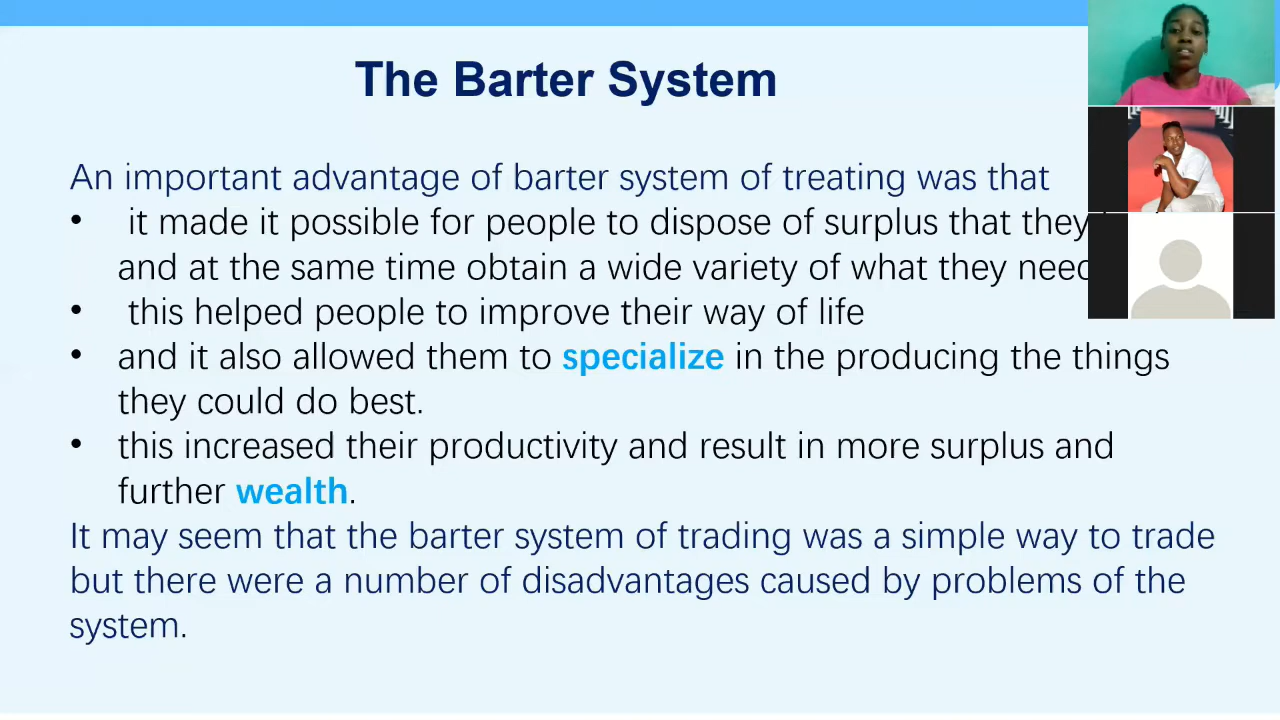 The Barter System
An important advantage of barter system of treating was that
• it made it possible for people to dispose of surplus that they
and at the same time obtain a wide variety of what they
• this helped people to improve their way of life
• and it also allowed them to specialize in the producing the things
they could do best.
• this increased their productivity and result in more surplus and
further wealth.
It may seem that the barter system of trading was a simple way to trade
but there were a number of disadvantages caused by problems of the
system.